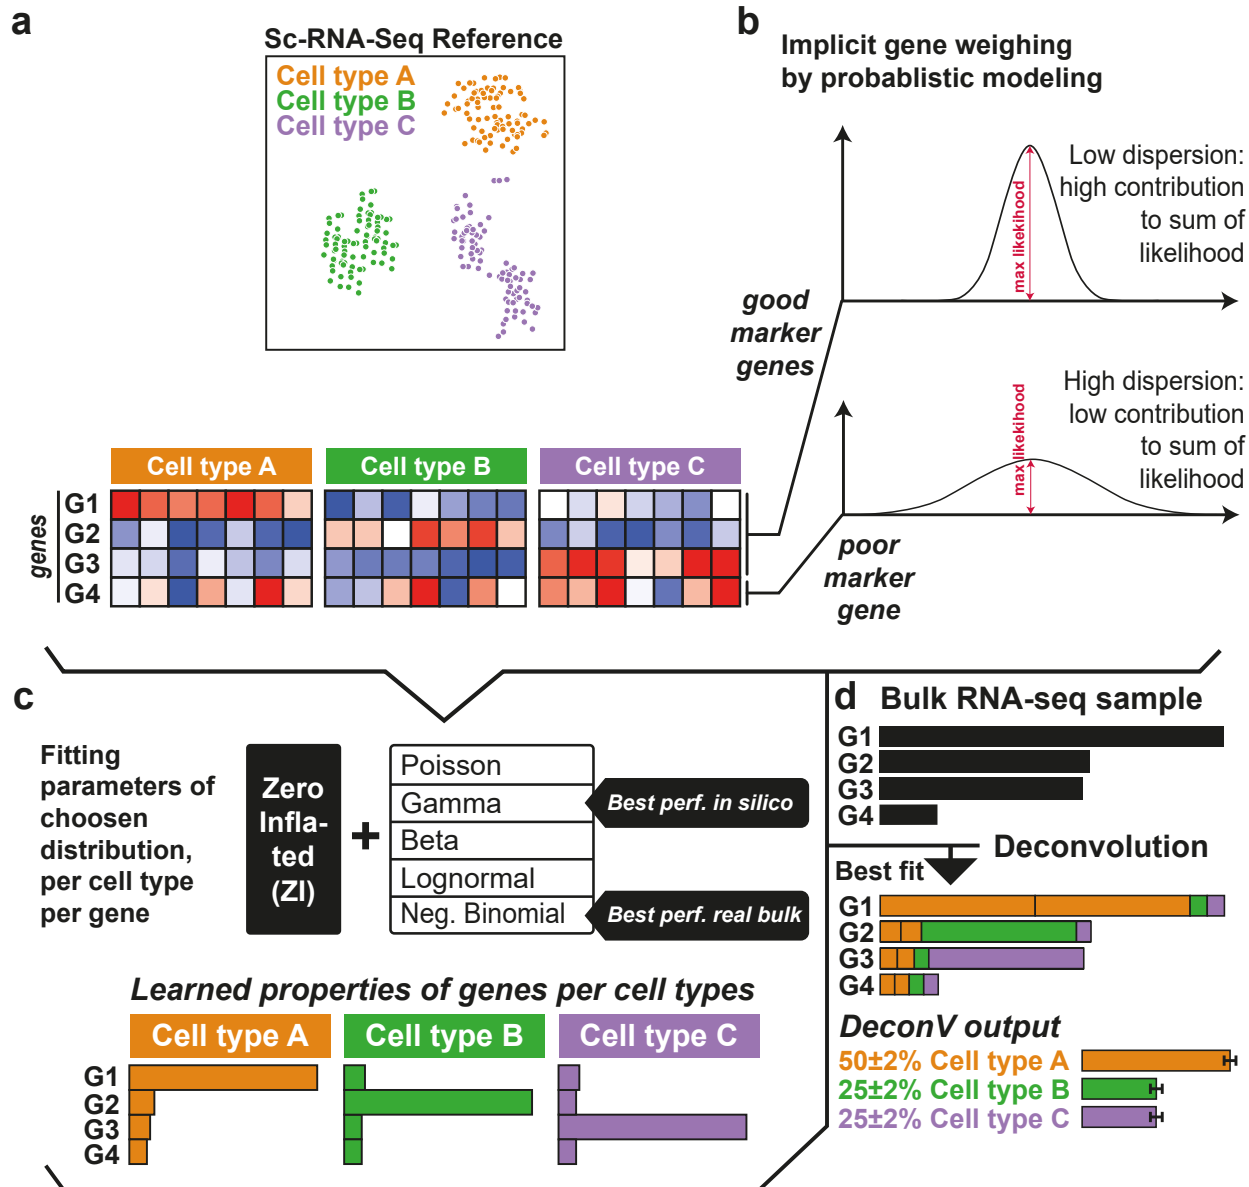 a
Sc-RNA-Seq Reference
Cell type A
Cell type B
Cell type C
genes
Cell type A
Cell type B
Cell type C
G1
G2
G3
G4
b
Implicit gene weighing
by probablistic modeling
max likekihood
Low dispersion:
high contribution
to sum of
likelihood
good
marker
genes
max likekihood
High dispersion:
low contribution
to sum of
likelihood
poor
marker
gene
c
Fitting
parameters of
choosen
distribution,
per cell type
per gene
Zero
Infla-
ted
(ZI)
+
Poisson
Gamma
Beta
Lognormal
Neg. Binomial
Best perf. in silico
Best perf. real bulk
Learned properties of genes per cell types
Cell type A
Cell type B
Cell type C
G1
G2
G3
G4
d
Bulk RNA-seq sample
G1
G2
G3
G4
Deconvolution
Best fit
G1
G2
G3
G4
DeconV output
50±2% Cell type A
25±2% Cell type B
25±2% Cell type C